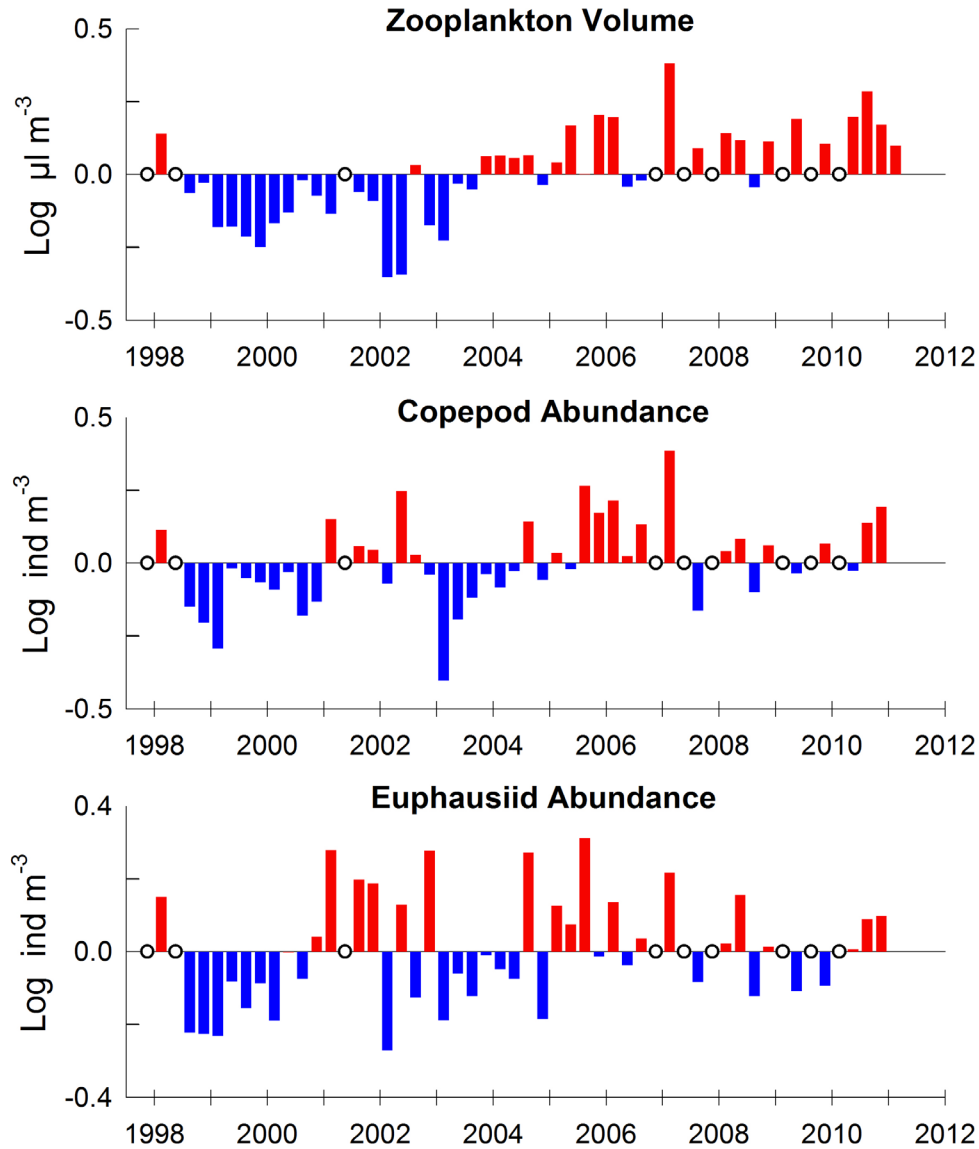 Zooplankton Volume
0.5
Log µl m-3
0.0
-0.5
1998 2000 2002 2004 2006 2008 2010 2012
Copepod Abundance
0.5
Log ind m-3
0.0
-0.5
1998 2000 2002 2004 2006 2008 2010 2012
Euphausiid Abundance
0.4
Log ind m-3
0.0
-0.4
1998 2000 2002 2004 2006 2008 2010 2012